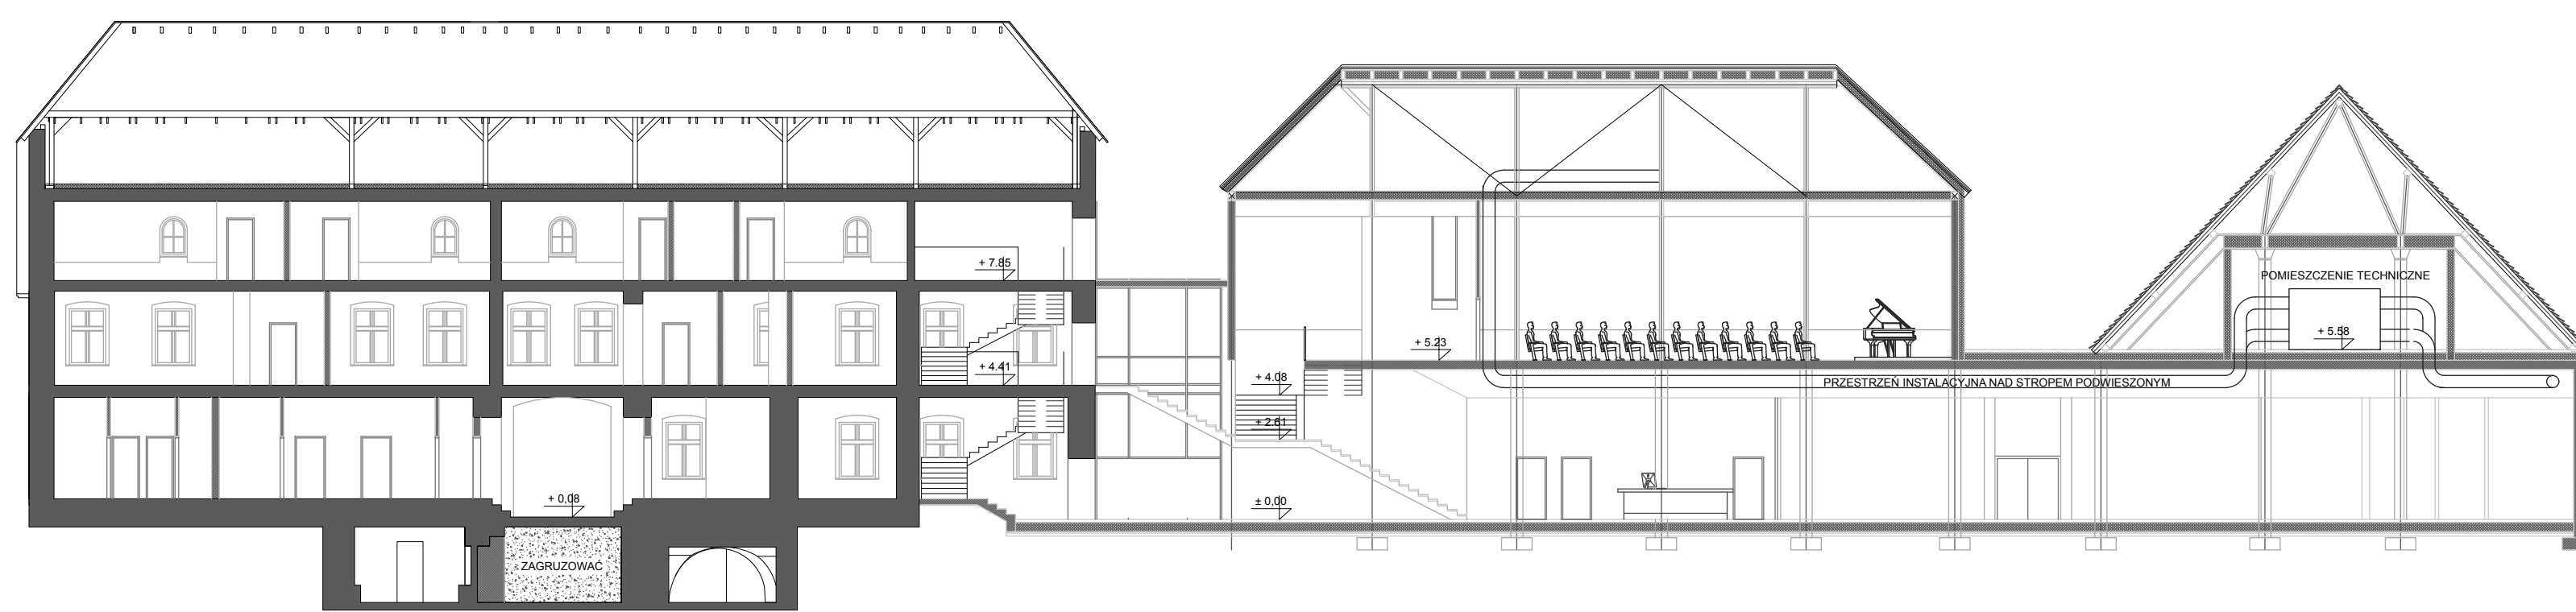 + 7.85
POMIESZCZENIE TECHNICZNE
+ 5.58
+ 5.23
+ 4.41
+ 4.08
PRZESTRZEŃ INSTALACYJNA NAD STROPEM PODWIESZONYM
+ 2.61
+ 0,08
± 0,00
ZAGRUZOWAĆ